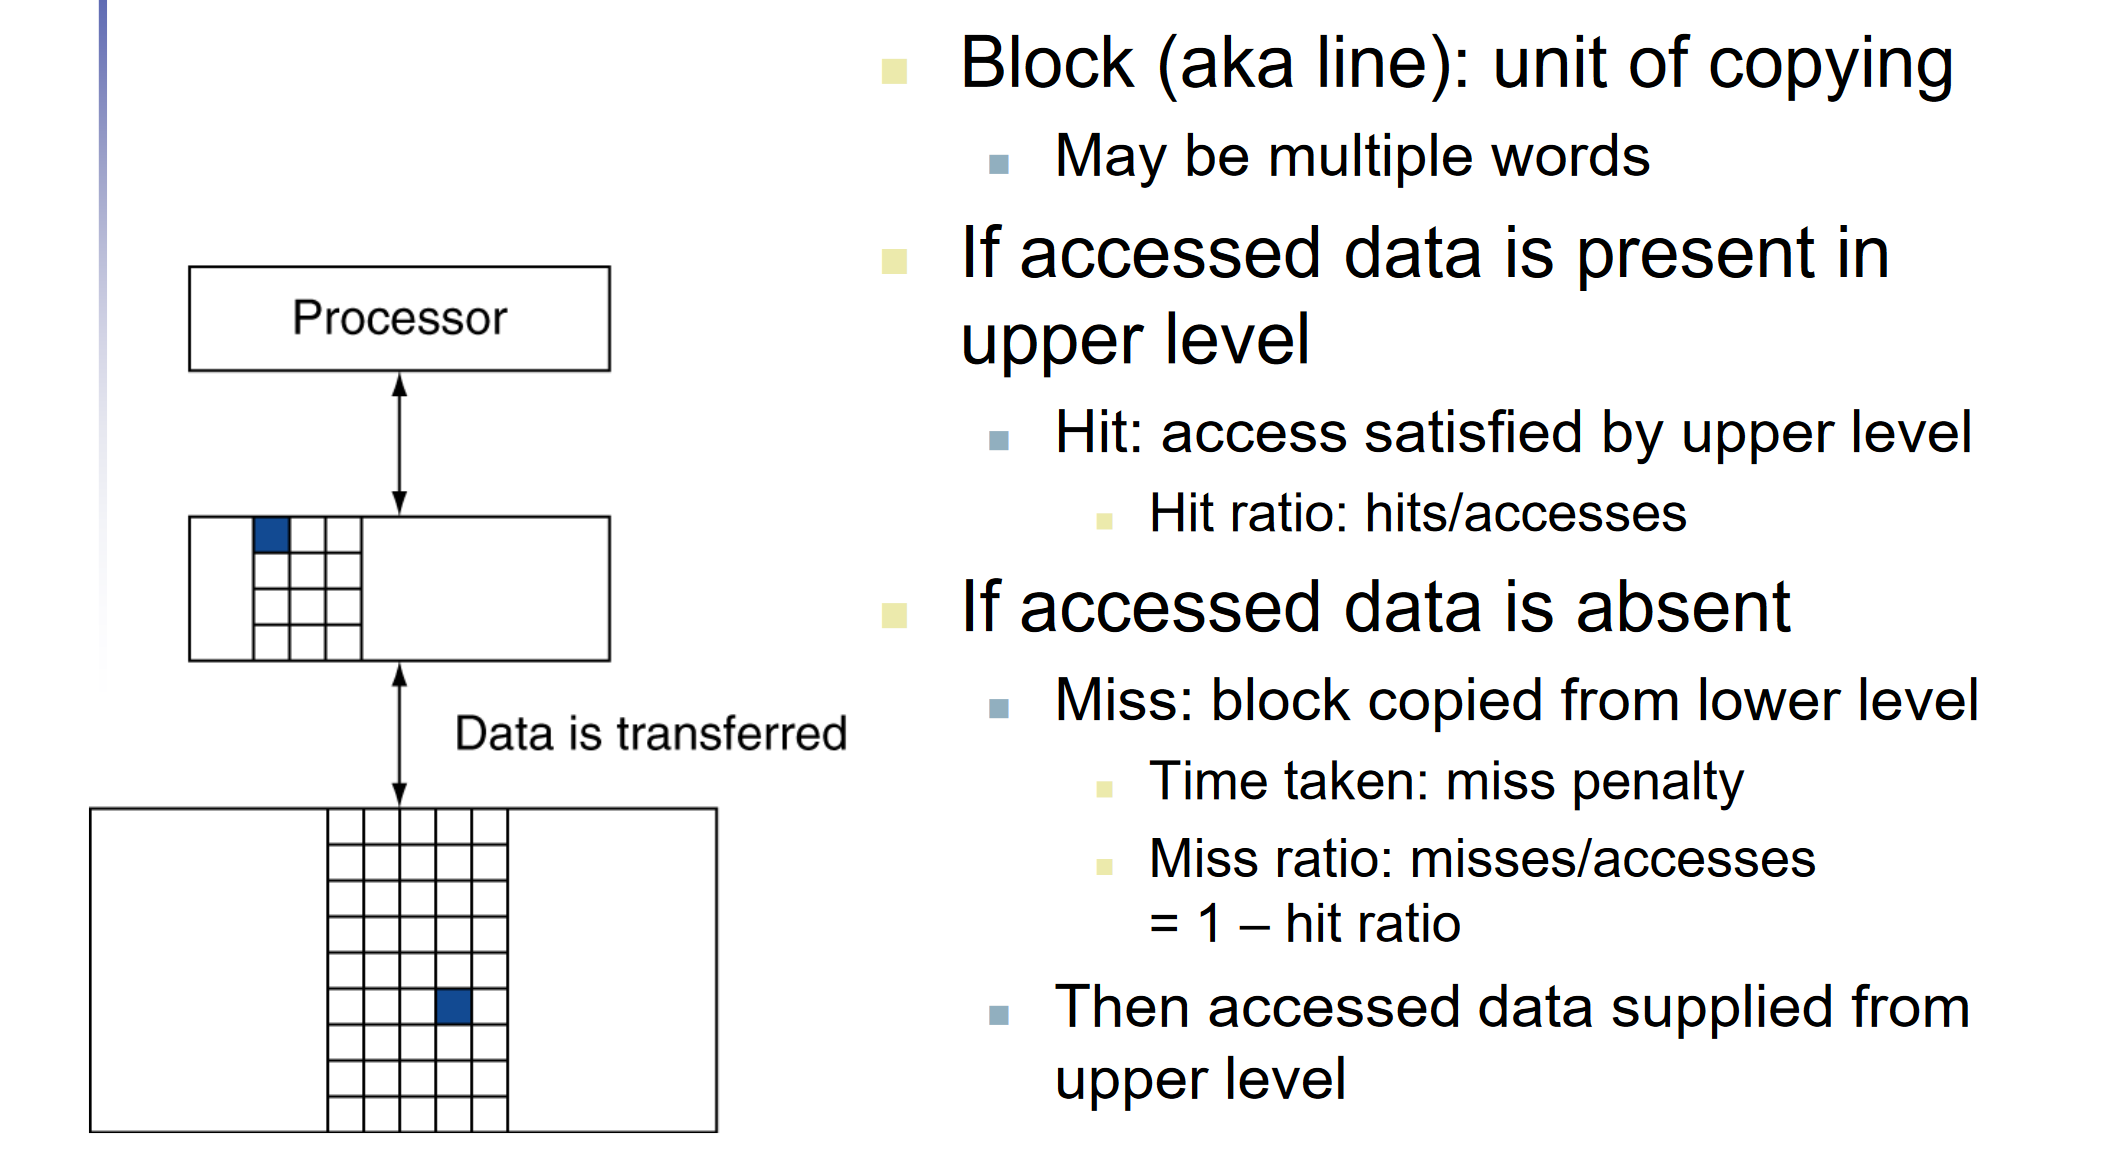 Block (aka line): unit of copying
May be multiple words
If accessed data is present in
upper level
Hit: access satisfied by upper level
Hit ratio: hits/accesses
If accessed data is absent
Miss: block copied from lower level
Time taken: miss penalty
Miss ratio: misses/accesses
= 1 – hit ratio
Then accessed data supplied from
upper level
Processor
Data is transferred